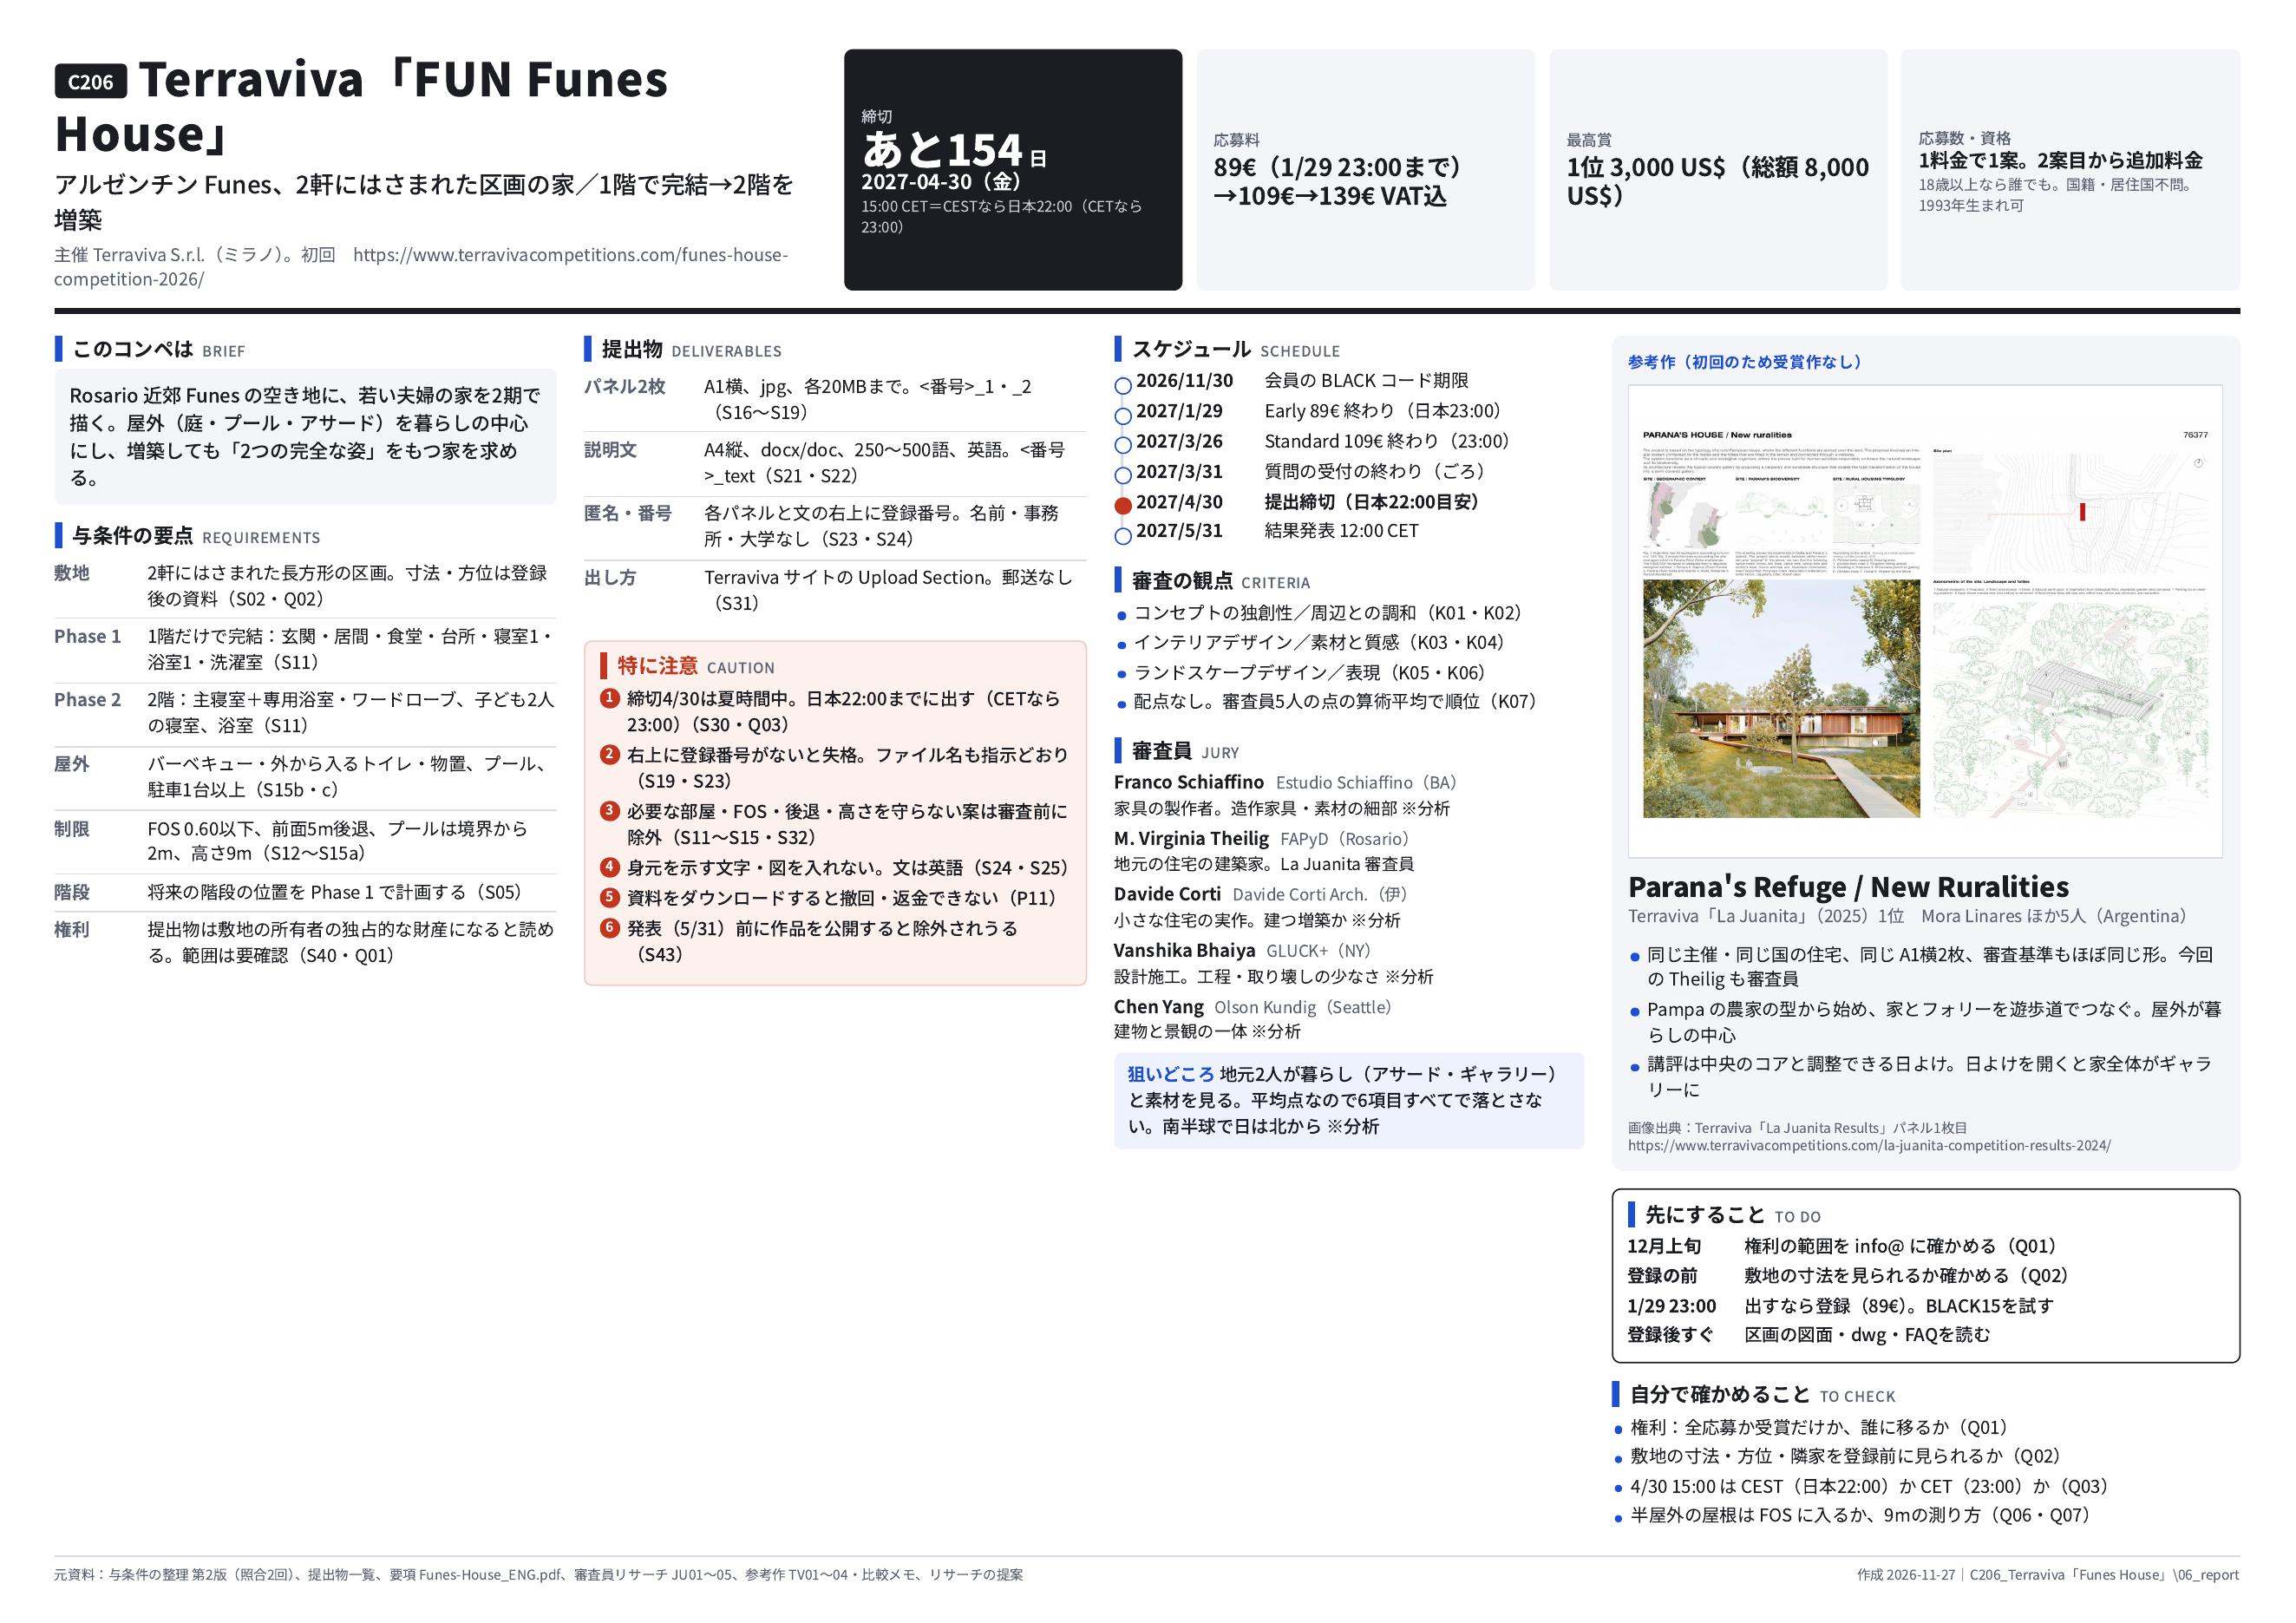 C206 Terraviva「FUN Funes
House」
アルゼンチン Funes、2軒にはさまれた区画の家／1階で完結→2階を
増築
主催 Terraviva S.r.l.（ミラノ）。初回　https://www.terravivacompetitions.com/funes-house-
competition-2026/
締切
あと154日
2027-04-30（金）
15:00 CET＝CESTなら日本22:00（CETなら
23:00）
応募料
89€（1/29 23:00まで）
→109€→139€ VAT込
最高賞
1位 3,000 US$（総額 8,000
US$）
応募数・資格
1料金で1案。2案目から追加料金
18歳以上なら誰でも。国籍・居住国不問。
1993年生まれ可
このコンペは BRIEF
Rosario 近郊 Funes の空き地に、若い夫婦の家を2期で
描く。屋外（庭・プール・アサード）を暮らしの中心
にし、増築しても「2つの完全な姿」をもつ家を求め
る。
与条件の要点 REQUIREMENTS
敷地 2軒にはさまれた長方形の区画。寸法・方位は登録
後の資料（S02・Q02）
Phase 1 1階だけで完結：玄関・居間・食堂・台所・寝室1・
浴室1・洗濯室（S11）
Phase 2 2階：主寝室＋専用浴室・ワードローブ、子ども2人
の寝室、浴室（S11）
屋外 バーベキュー・外から入るトイレ・物置、プール、
駐車1台以上（S15b・c）
制限 FOS 0.60以下、前面5m後退、プールは境界から
2m、高さ9m（S12〜S15a）
階段 将来の階段の位置を Phase 1 で計画する（S05）
権利 提出物は敷地の所有者の独占的な財産になると読め
る。範囲は要確認（S40・Q01）
提出物 DELIVERABLES
パネル2枚 A1横、jpg、各20MBまで。<番号>_1・_2
（S16〜S19）
説明文 A4縦、docx/doc、250〜500語、英語。<番号
>_text（S21・S22）
匿名・番号 各パネルと文の右上に登録番号。名前・事務
所・大学なし（S23・S24）
出し方 Terraviva サイトの Upload Section。郵送なし
（S31）
特に注意 CAUTION
1 締切4/30は夏時間中。日本22:00までに出す（CETなら
23:00）（S30・Q03）
2 右上に登録番号がないと失格。ファイル名も指示どおり
（S19・S23）
3 必要な部屋・FOS・後退・高さを守らない案は審査前に
除外（S11〜S15・S32）
4 身元を示す文字・図を入れない。文は英語（S24・S25）
5 資料をダウンロードすると撤回・返金できない（P11）
6 発表（5/31）前に作品を公開すると除外されうる
（S43）
スケジュール SCHEDULE
2026/11/30 会員の BLACK コード期限
2027/1/29 Early 89€ 終わり（日本23:00）
2027/3/26 Standard 109€ 終わり（23:00）
2027/3/31 質問の受付の終わり（ごろ）
2027/4/30 提出締切（日本22:00目安）
2027/5/31 結果発表 12:00 CET
審査の観点 CRITERIA
コンセプトの独創性／周辺との調和（K01・K02）
インテリアデザイン／素材と質感（K03・K04）
ランドスケープデザイン／表現（K05・K06）
配点なし。審査員5人の点の算術平均で順位（K07）
審査員 JURY
Franco Schiaffino Estudio Schiaffino（BA）
家具の製作者。造作家具・素材の細部 ※分析
M. Virginia Theilig FAPyD（Rosario）
地元の住宅の建築家。La Juanita 審査員
Davide Corti Davide Corti Arch.（伊）
小さな住宅の実作。建つ増築か ※分析
Vanshika Bhaiya GLUCK+（NY）
設計施工。工程・取り壊しの少なさ ※分析
Chen Yang Olson Kundig（Seattle）
建物と景観の一体 ※分析
狙いどころ 地元2人が暮らし（アサード・ギャラリー）
と素材を見る。平均点なので6項目すべてで落とさな
い。南半球で日は北から ※分析
参考作（初回のため受賞作なし）
PARANA'S HOUSE / New ruralities
76377
Site plan
SITE / GEOGRAPHIC CONTEXT
SITE / PARANA'S BIODIVERSITY
SITE / RURAL HOUSING TYPOLOGY
Parana's Refuge / New Ruralities
Terraviva「La Juanita」（2025）1位　Mora Linares ほか5人（Argentina）
同じ主催・同じ国の住宅、同じ A1横2枚、審査基準もほぼ同じ形。今回
の Theilig も審査員
Pampa の農家の型から始め、家とフォリーを遊歩道でつなぐ。屋外が暮
らしの中心
講評は中央のコアと調整できる日よけ。日よけを開くと家全体がギャラ
リーに
画像出典：Terraviva「La Juanita Results」パネル1枚目
https://www.terravivacompetitions.com/la-juanita-competition-results-2024/
先にすること TO DO
12月上旬 権利の範囲を info@ に確かめる（Q01）
登録の前 敷地の寸法を見られるか確かめる（Q02）
1/29 23:00 出すなら登録（89€）。BLACK15を試す
登録後すぐ 区画の図面・dwg・FAQを読む
自分で確かめること TO CHECK
権利：全応募か受賞だけか、誰に移るか（Q01）
敷地の寸法・方位・隣家を登録前に見られるか（Q02）
4/30 15:00 は CEST（日本22:00）か CET（23:00）か（Q03）
半屋外の屋根は FOS に入るか、9mの測り方（Q06・Q07）
元資料：与条件の整理 第2版（照合2回）、提出物一覧、要項 Funes-House_ENG.pdf、審査員リサーチ JU01〜05、参考作 TV01〜04・比較メモ、リサーチの提案
作成 2026-11-27｜C206_Terraviva「Funes House」\06_report